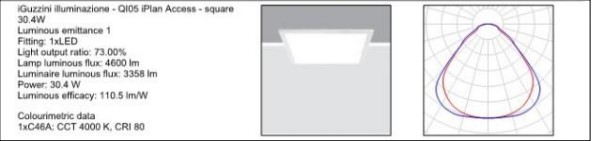 iGuzzini illuminazione - QI05 iPlan Access - square
30.4W
Luminous emittance 1
Fitting: 1xLED
Light output ratio: 73.00%
Lamp luminous flux: 4600 lm
Luminaire luminous flux: 3358 lm
Power: 30.4 W
Luminous efficacy: 110.5 lm/W
Colourimetric data
1xC46A: CCT 4000 K, CRI 80